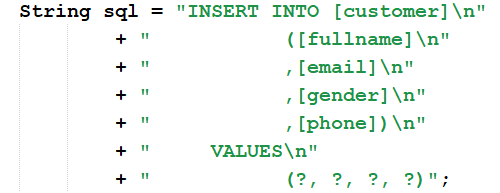 String sql = "INSERT INTO [customer]\n"
        + "           ([fullname]\n"
        + "           ,[email]\n"
        + "           ,[gender]\n"
        + "           ,[phone])\n"
        + "     VALUES\n"
        + "           (?, ?, ?, ?)";